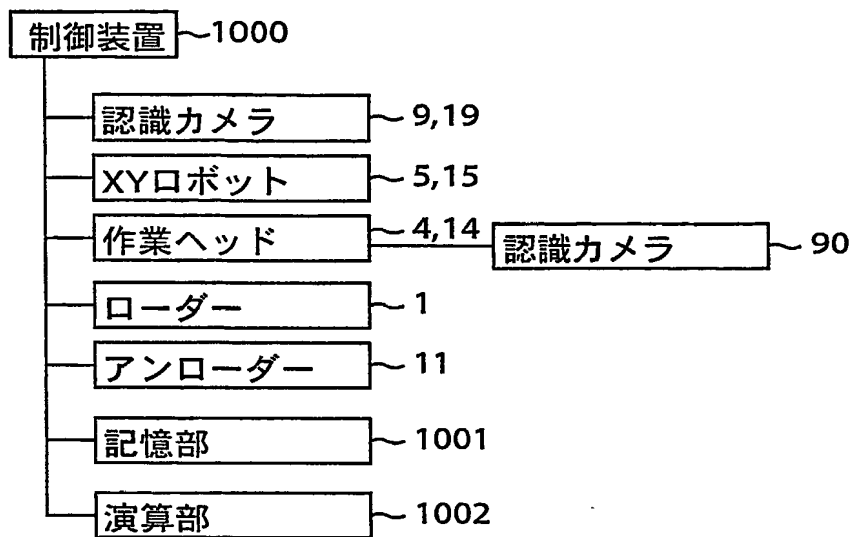 制御装置 1000
認識カメラ 9,19
XYロボット 5,15
作業ヘッド 4,14 認識カメラ 90
ローダー 1
アンローダー 11
記憶部 1001
演算部 1002